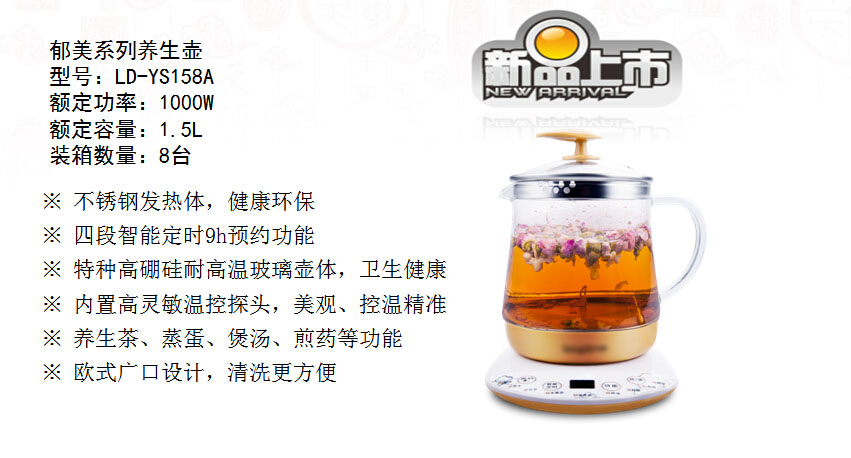 郁美系列养生壶
型号：LD-YS158A
额定功率：1000W
额定容量：1.5L
装箱数量：8台
※ 不锈钢发热体，健康环保
※ 四段智能定时9h预约功能
※ 特种高硼硅耐高温玻璃壶体，卫生健康
※ 内置高灵敏温控探头，美观、控温精准
※ 养生茶、蒸蛋、煲汤、煎药等功能
※ 欧式广口设计，清洗更方便
新品上市
NEW ARRIVAL